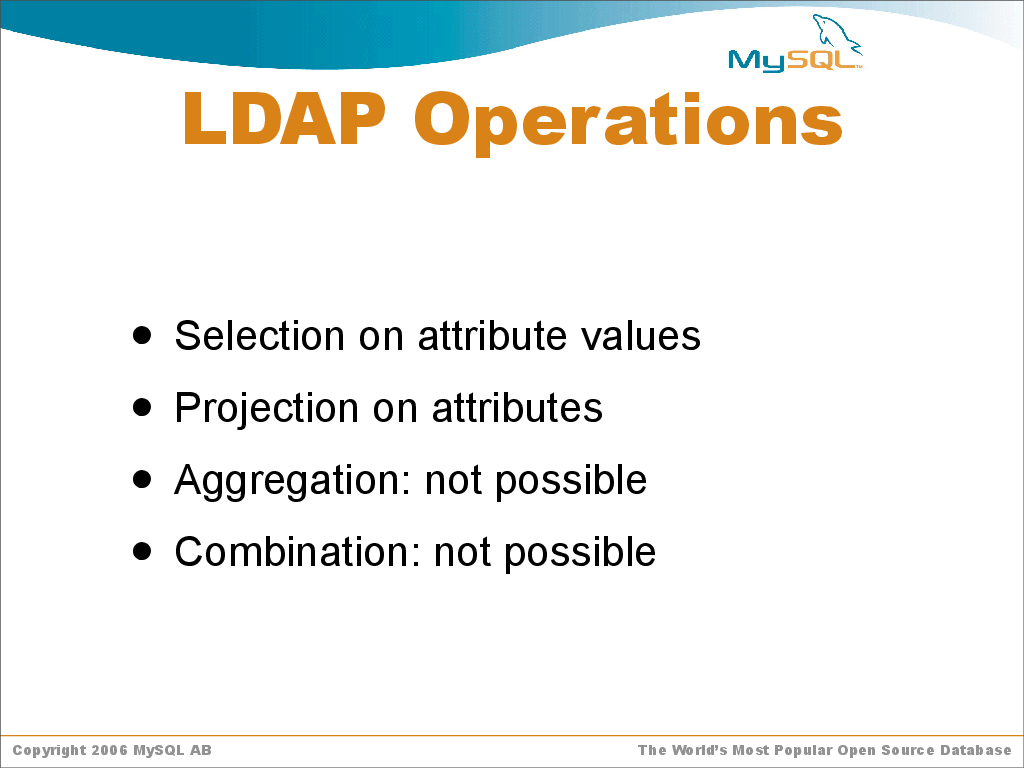 MySQL™
LDAP Operations
● Selection on attribute values
● Projection on attributes
● Aggregation: not possible
● Combination: not possible
Copyright 2006 MySQL AB
The World’s Most Popular Open Source Database